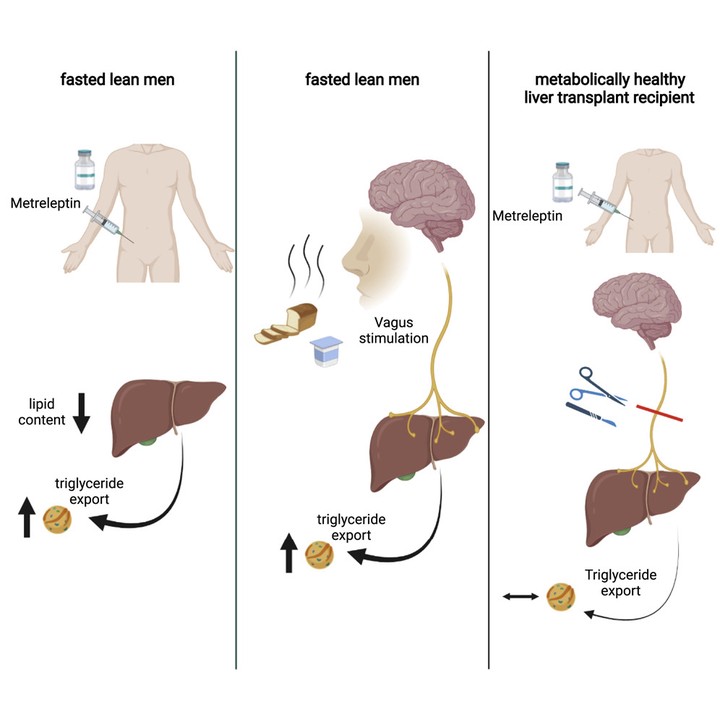 fasted lean men
Metreleptin
lipid
content
triglyceride
export
fasted lean men
Vagus
stimulation
triglyceride
export
metabolically healthy
liver transplant recipient
Metreleptin
Triglyceride
export